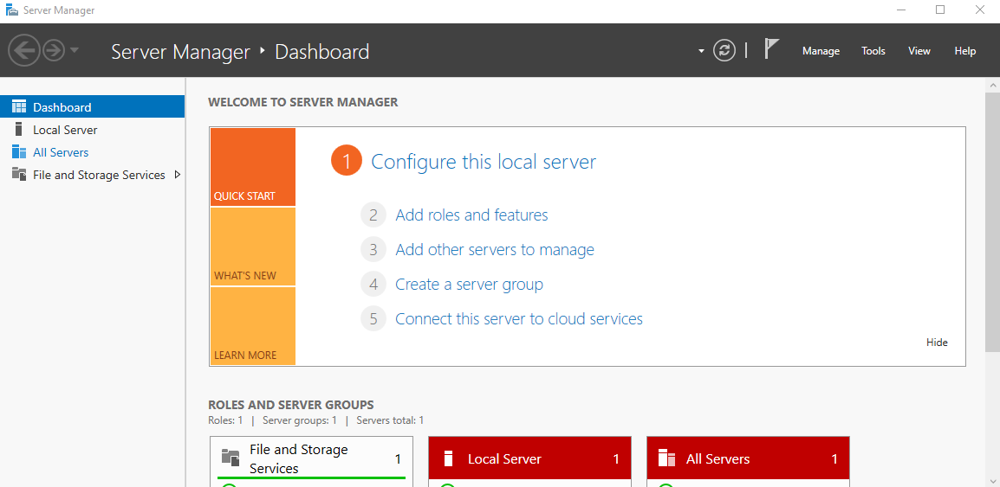 Server Manager
Server Manager Dashboard
Manage Tools View Help
Dashboard
Local Server
All Servers
File and Storage Services
WELCOME TO SERVER MANAGER
QUICK START
WHAT'S NEW
LEARN MORE
1 Configure this local server
2 Add roles and features
3 Add other servers to manage
4 Create a server group
5 Connect this server to cloud services
Hide
ROLES AND SERVER GROUPS
Roles: 1 | Server groups: 1 | Servers total: 1
File and Storage
Services 1
Local Server 1
All Servers 1